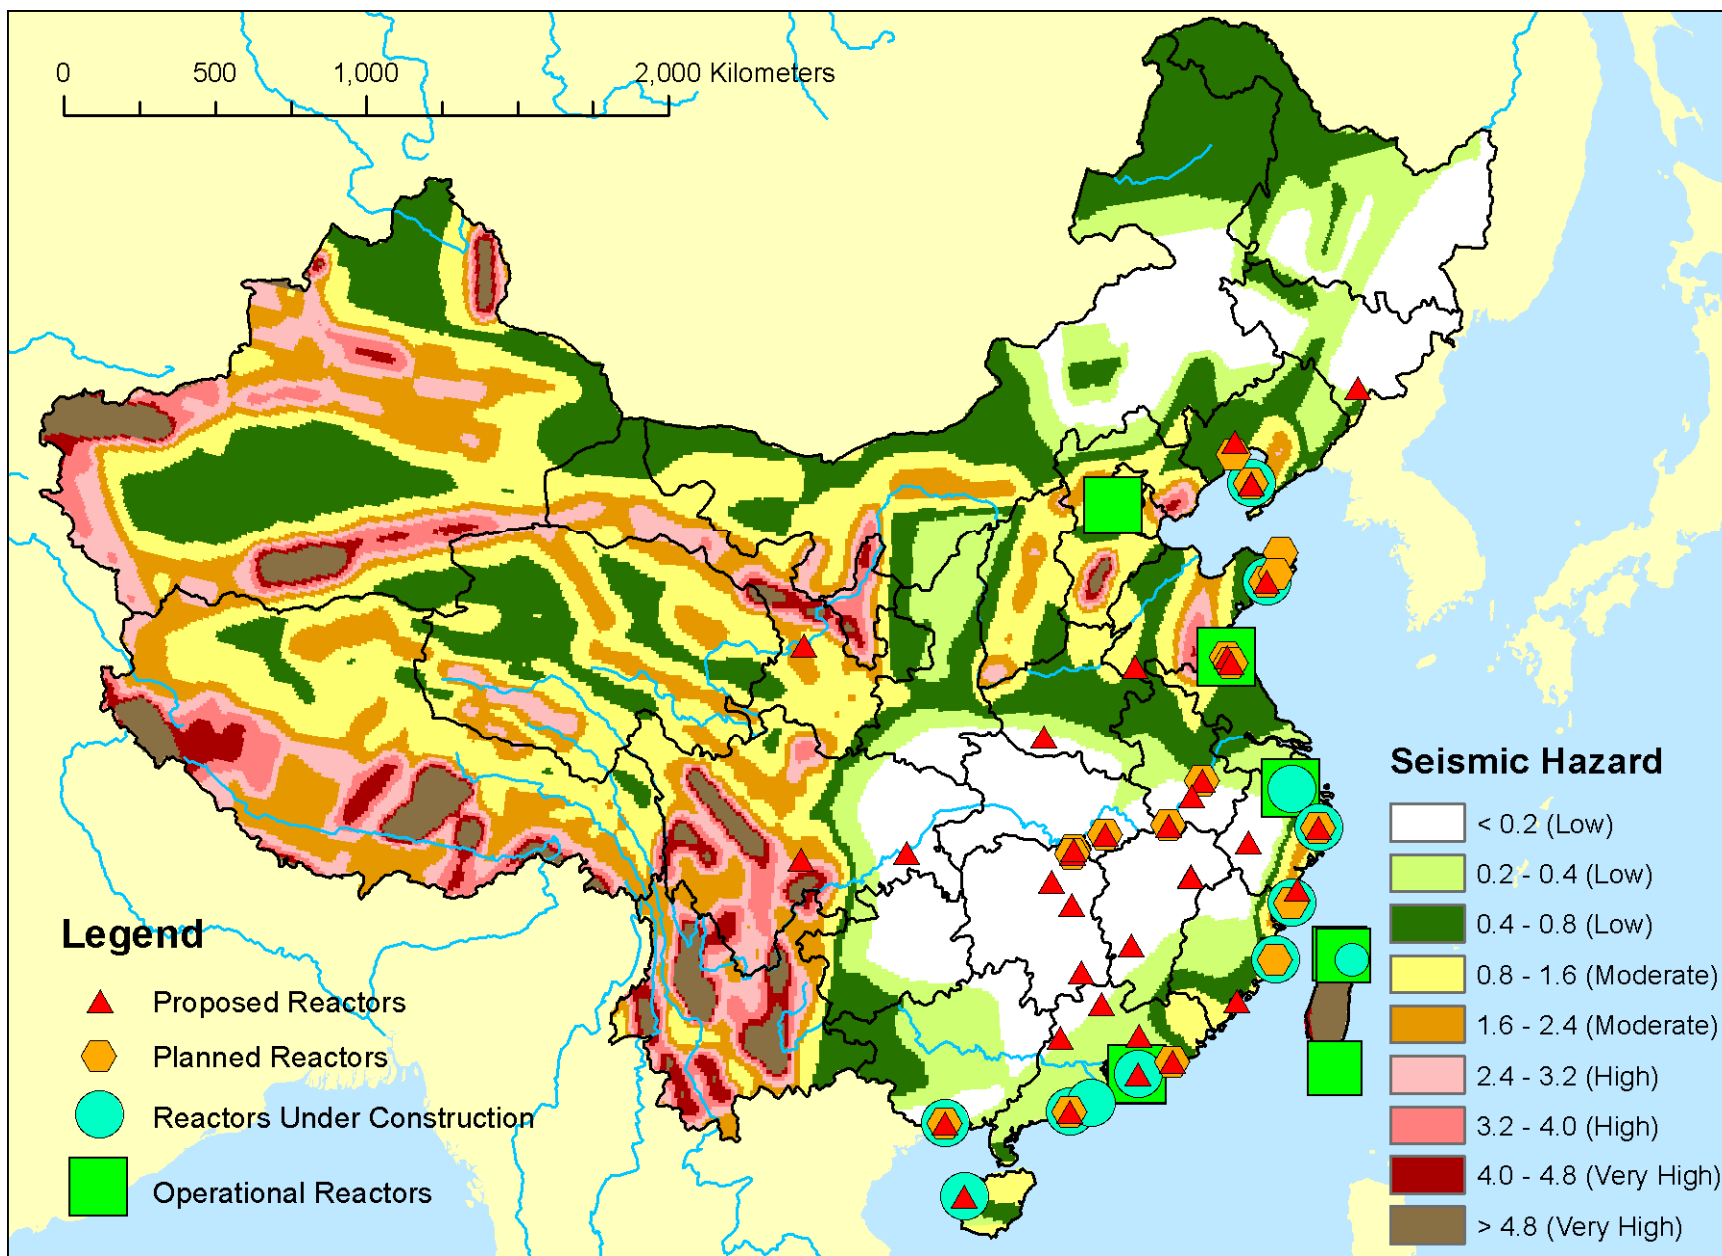 0 500 1,000 2,000 Kilometers
Legend
Proposed Reactors
Planned Reactors
Reactors Under Construction
Operational Reactors
Seismic Hazard
< 0.2 (Low)
0.2 - 0.4 (Low)
0.4 - 0.8 (Low)
0.8 - 1.6 (Moderate)
1.6 - 2.4 (Moderate)
2.4 - 3.2 (High)
3.2 - 4.0 (High)
4.0 - 4.8 (Very High)
> 4.8 (Very High)